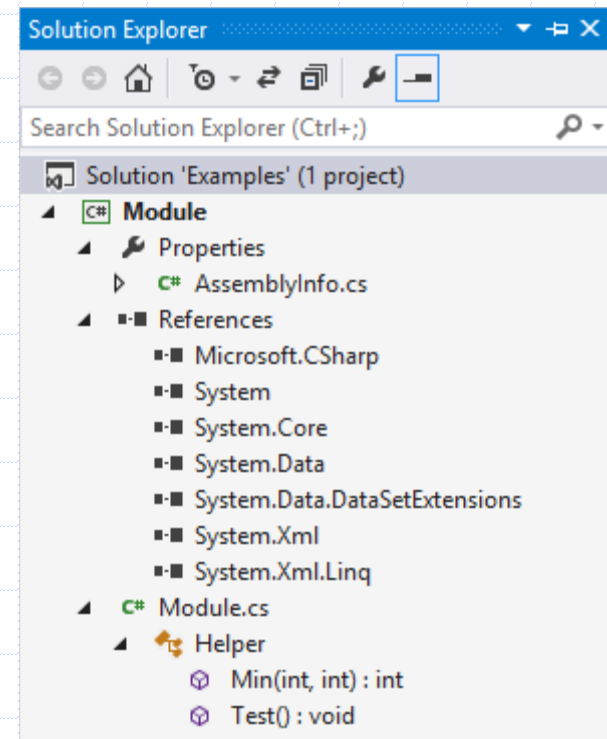 Solution Explorer
Search Solution Explorer (Ctrl+;)
Solution 'Examples' (1 project)
C# Module
Properties
C# AssemblyInfo.cs
References
Microsoft.CSharp
System
System.Core
System.Data
System.Data.DataSetExtensions
System.Xml
System.Xml.Linq
C# Module.cs
Helper
Min(int, int) : int
Test() : void